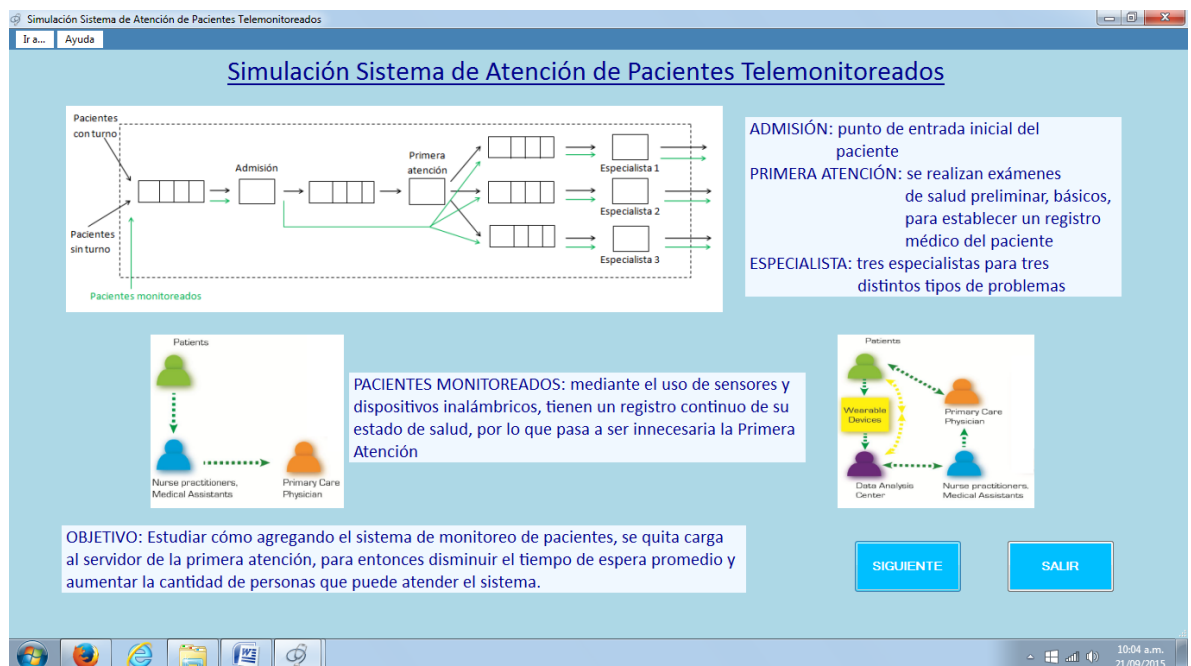 Simulación Sistema de Atención de Pacientes Telemonitoreados
Ir a... Ayuda
Simulación Sistema de Atención de Pacientes Telemonitoreados
Pacientes
con turno
Admisión
Primera
atención
Especialista 1
Especialista 2
Especialista 3
Pacientes
sin turno
Pacientes monitoreados
ADMISIÓN: punto de entrada inicial del
paciente
PRIMERA ATENCIÓN: se realizan exámenes
de salud preliminar, básicos,
para establecer un registro
médico del paciente
ESPECIALISTA: tres especialistas para tres
distintos tipos de problemas
Patients
Nurse practitioners,
Medical Assistants
Primary Care
Physician
PACIENTES MONITOREADOS: mediante el uso de sensores y
dispositivos inalámbricos, tienen un registro continuo de su
estado de salud, por lo que pasa a ser innecesaria la Primera
Atención
Patients
Wearable
Devices
Primary Care
Physician
Data Analysis
Center
Nurse practitioners,
Medical Assistants
OBJETIVO: Estudiar cómo agregando el sistema de monitoreo de pacientes, se quita carga
al servidor de la primera atención, para entonces disminuir el tiempo de espera promedio y
aumentar la cantidad de personas que puede atender el sistema.
SIGUIENTE
SALIR
10:04 a.m.
21/09/2015